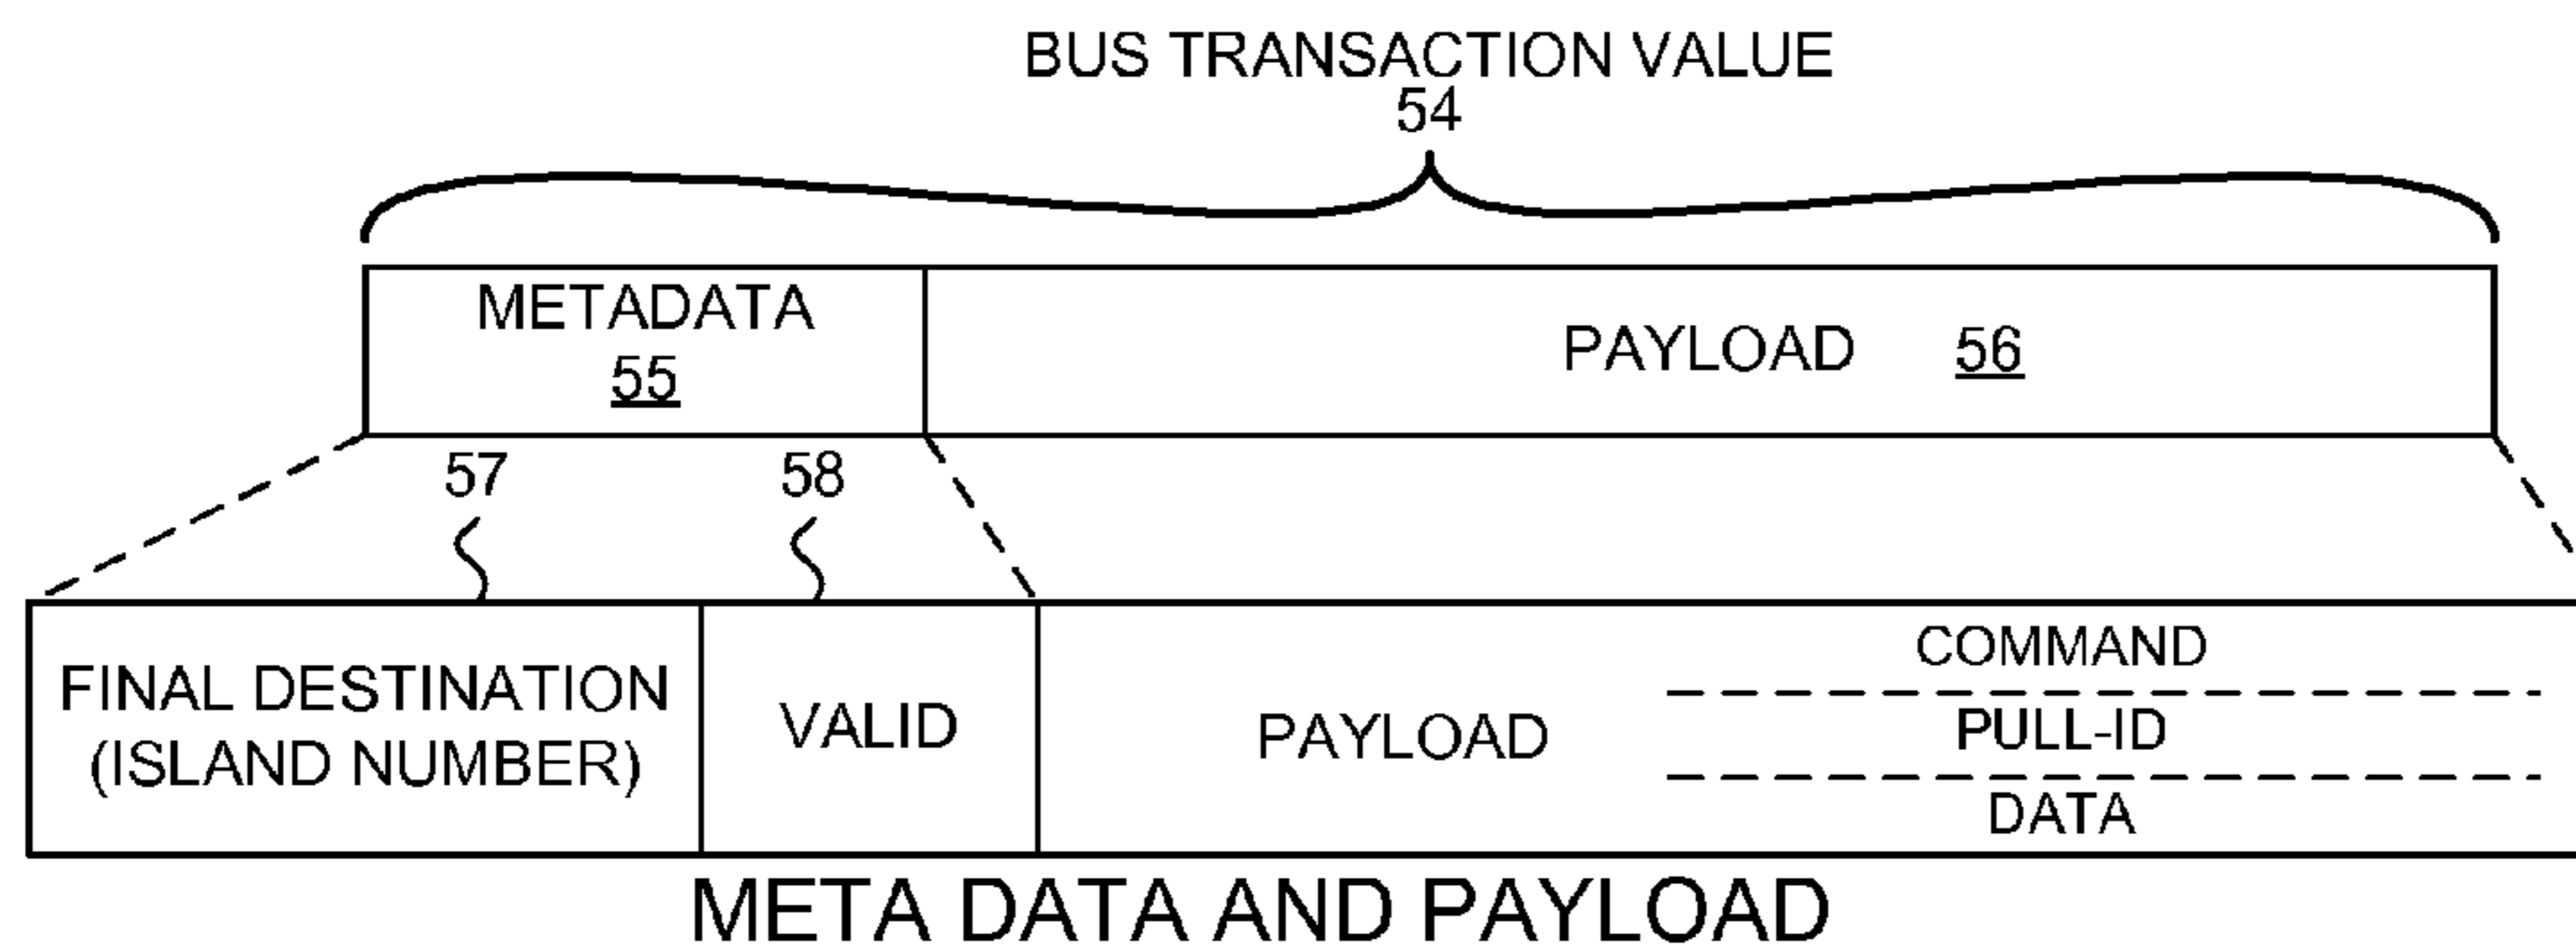 BUS TRANSACTION VALUE
54
METADATA
55
PAYLOAD 56
57 58
FINAL DESTINATION
(ISLAND NUMBER)
VALID
PAYLOAD
COMMAND
PULL-ID
DATA
META DATA AND PAYLOAD